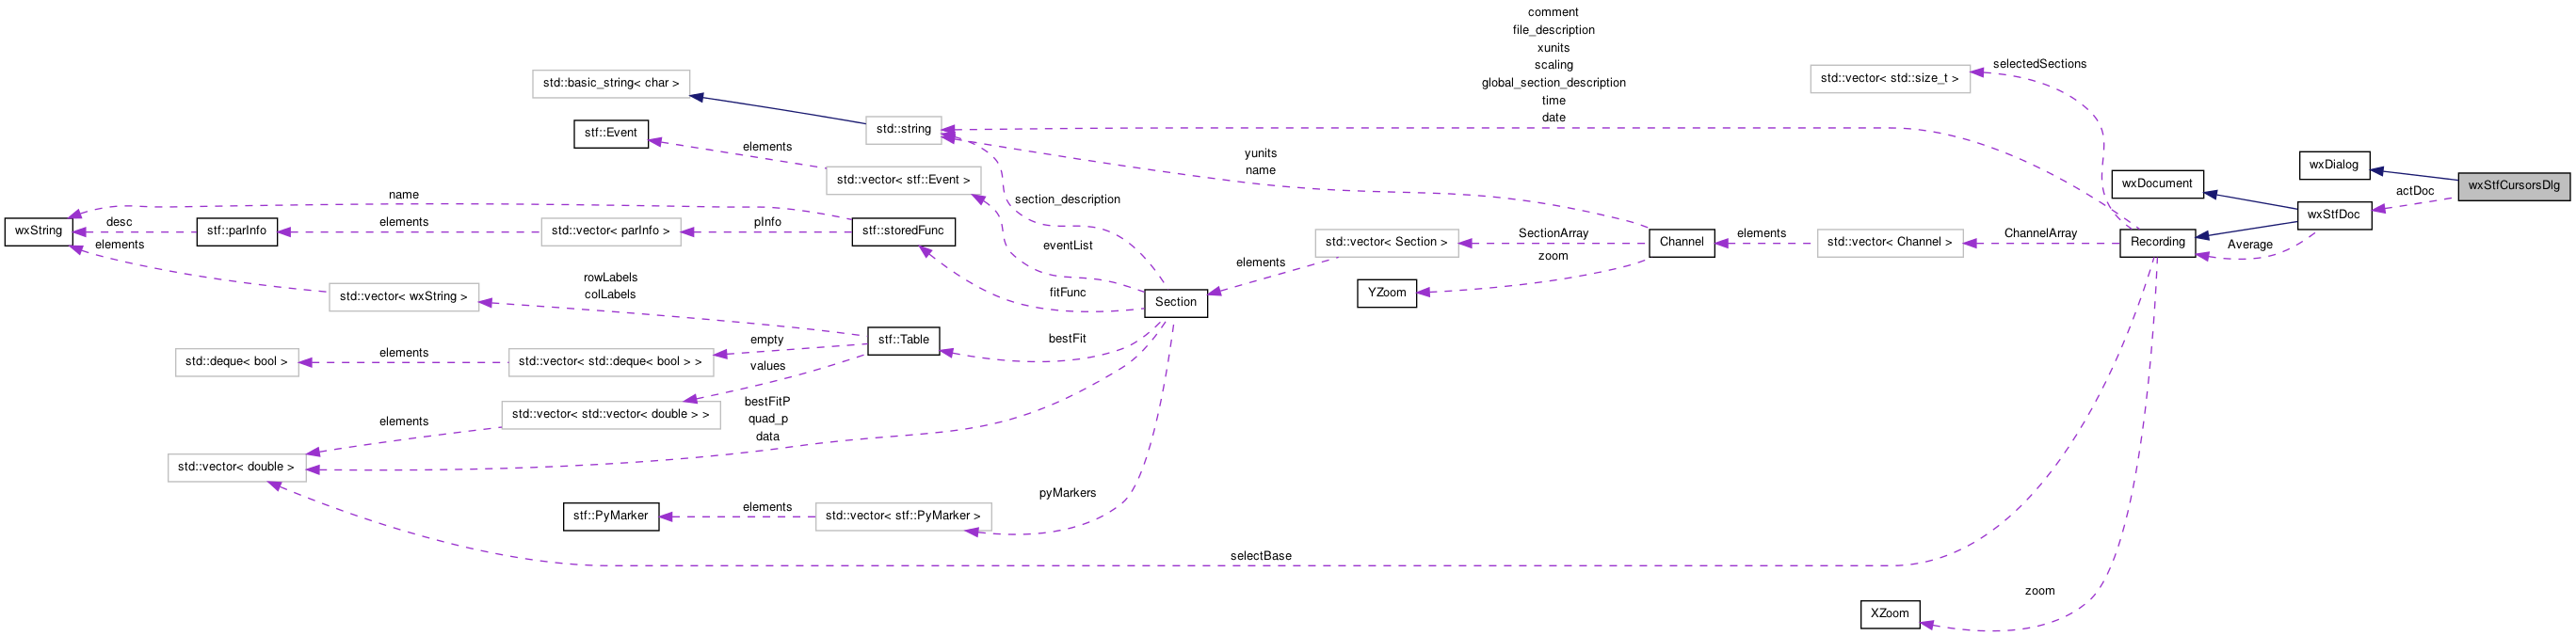 comment
file_description
xunits
scaling
global_section_description
time
date
selectedSections
std::vector< std::size_t >
std::basic_string< char >
std::string
stf::Event
elements
std::vector< stf::Event >
yunits
name
wxDialog
wxStfCursorsDlg
wxDocument
actDoc
wxStfDoc
section_description
name
wxString
desc
stf::parInfo
elements
std::vector< parInfo >
pInfo
stf::storedFunc
elements
eventList
std::vector< Section >
SectionArray
zoom
Channel
elements
std::vector< Channel >
ChannelArray
Recording
Average
elements
YZoom
fitFunc
Section
rowLabels
colLabels
std::vector< wxString >
bestFit
stf::Table
empty
values
std::deque< bool >
elements
std::vector< std::deque< bool > >
std::vector< std::vector< double > >
elements
bestFitP
quad_p
data
std::vector< double >
pyMarkers
stf::PyMarker
elements
std::vector< stf::PyMarker >
selectBase
zoom
XZoom